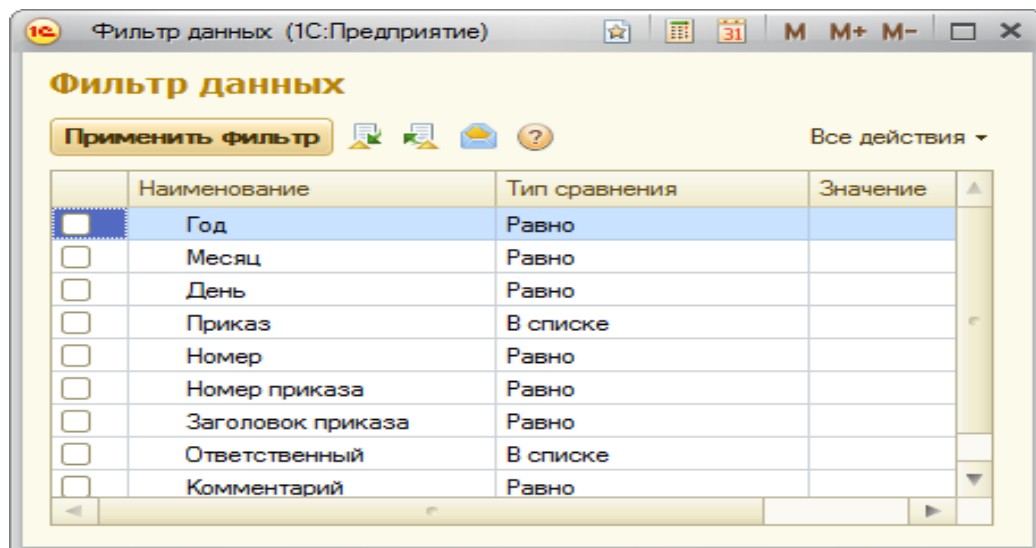 1С Фильтр данных (1С:Предприятие) 31 M M+ M-
Фильтр данных
Применить фильтр ? Все действия
Наименование Тип сравнения Значение
Год Равно
Месяц Равно
День Равно
Приказ В списке
Номер Равно
Номер приказа Равно
Заголовок приказа Равно
Ответственный В списке
Комментарий Равно